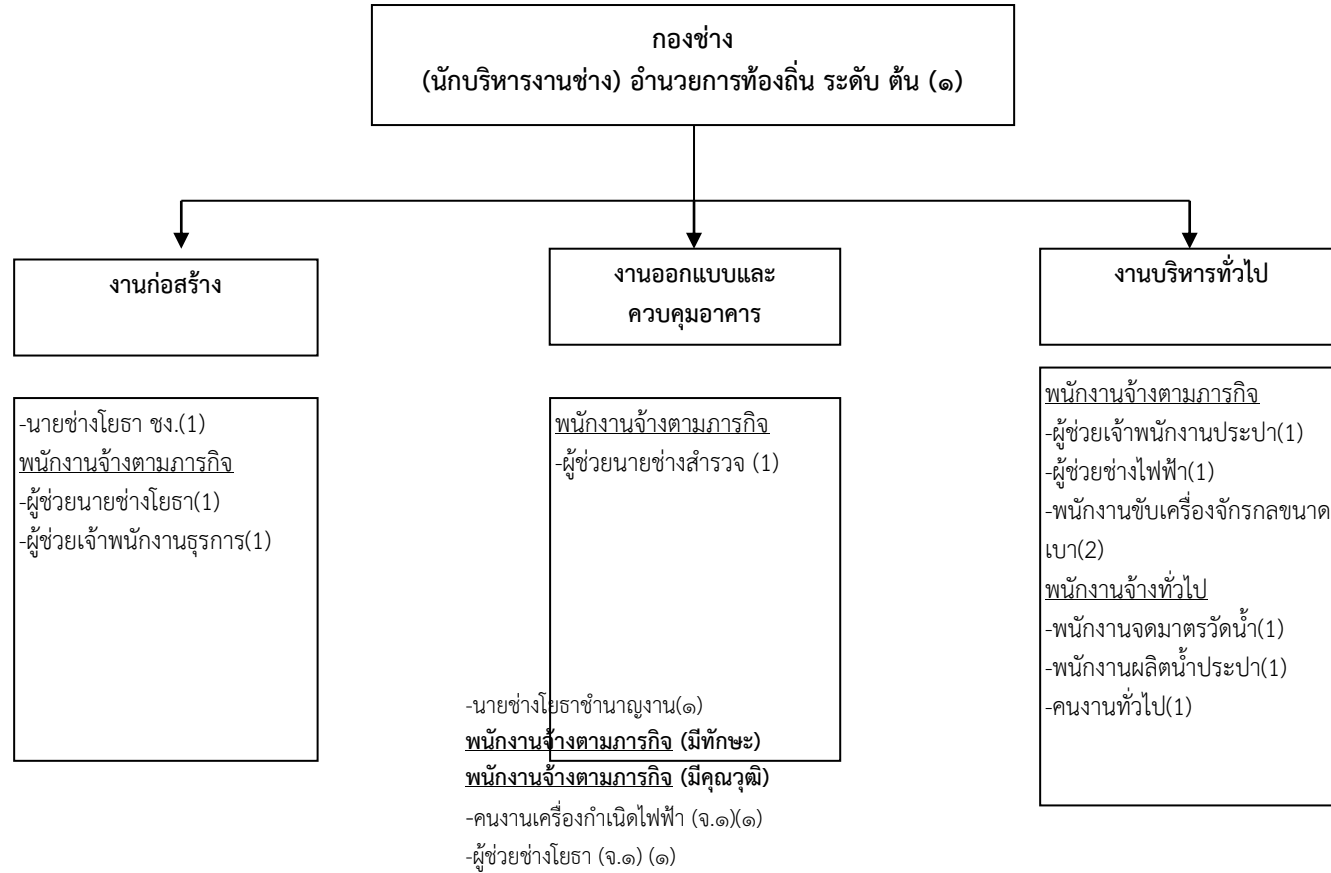 กองช่าง
(นักบริหารงานช่าง) อำนวยการท้องถิ่น ระดับ ต้น (๑)
งานก่อสร้าง
-นายช่างโยธา ชง.(1)
พนักงานจ้างตามภารกิจ
-ผู้ช่วยนายช่างโยธา(1)
-ผู้ช่วยเจ้าพนักงานธุรการ(1)
งานออกแบบและ
ควบคุมอาคาร
พนักงานจ้างตามภารกิจ
-ผู้ช่วยนายช่างสำรวจ (1)
-นายช่างโยธาชำนาญงาน(๑)
พนักงานจ้างตามภารกิจ (มีทักษะ)
พนักงานจ้างตามภารกิจ (มีคุณวุฒิ)
-คนงานเครื่องกำเนิดไฟฟ้า (จ.๑)(๑)
-ผู้ช่วยช่างโยธา (จ.๑) (๑)
งานบริหารทั่วไป
พนักงานจ้างตามภารกิจ
-ผู้ช่วยเจ้าพนักงานประปา(1)
-ผู้ช่วยช่างไฟฟ้า(1)
-พนักงานขับเครื่องจักรกลขนาด
เบา(2)
พนักงานจ้างทั่วไป
-พนักงานจดมาตรวัดน้ำ(1)
-พนักงานผลิตน้ำประปา(1)
-คนงานทั่วไป(1)